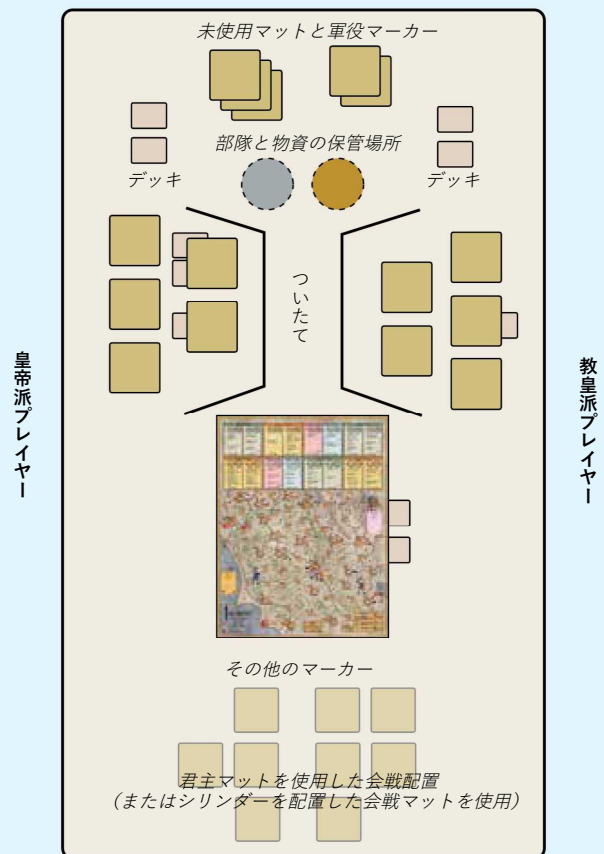 未使用マットと軍役マーカー
部隊と物資の保管場所
デッキ
デッキ
ついたて
皇帝派プレイヤー
教皇派プレイヤー
その他のマーカー
君主マットを使用した会戦配置
（またはシリンダーを配置した会戦マットを使用）